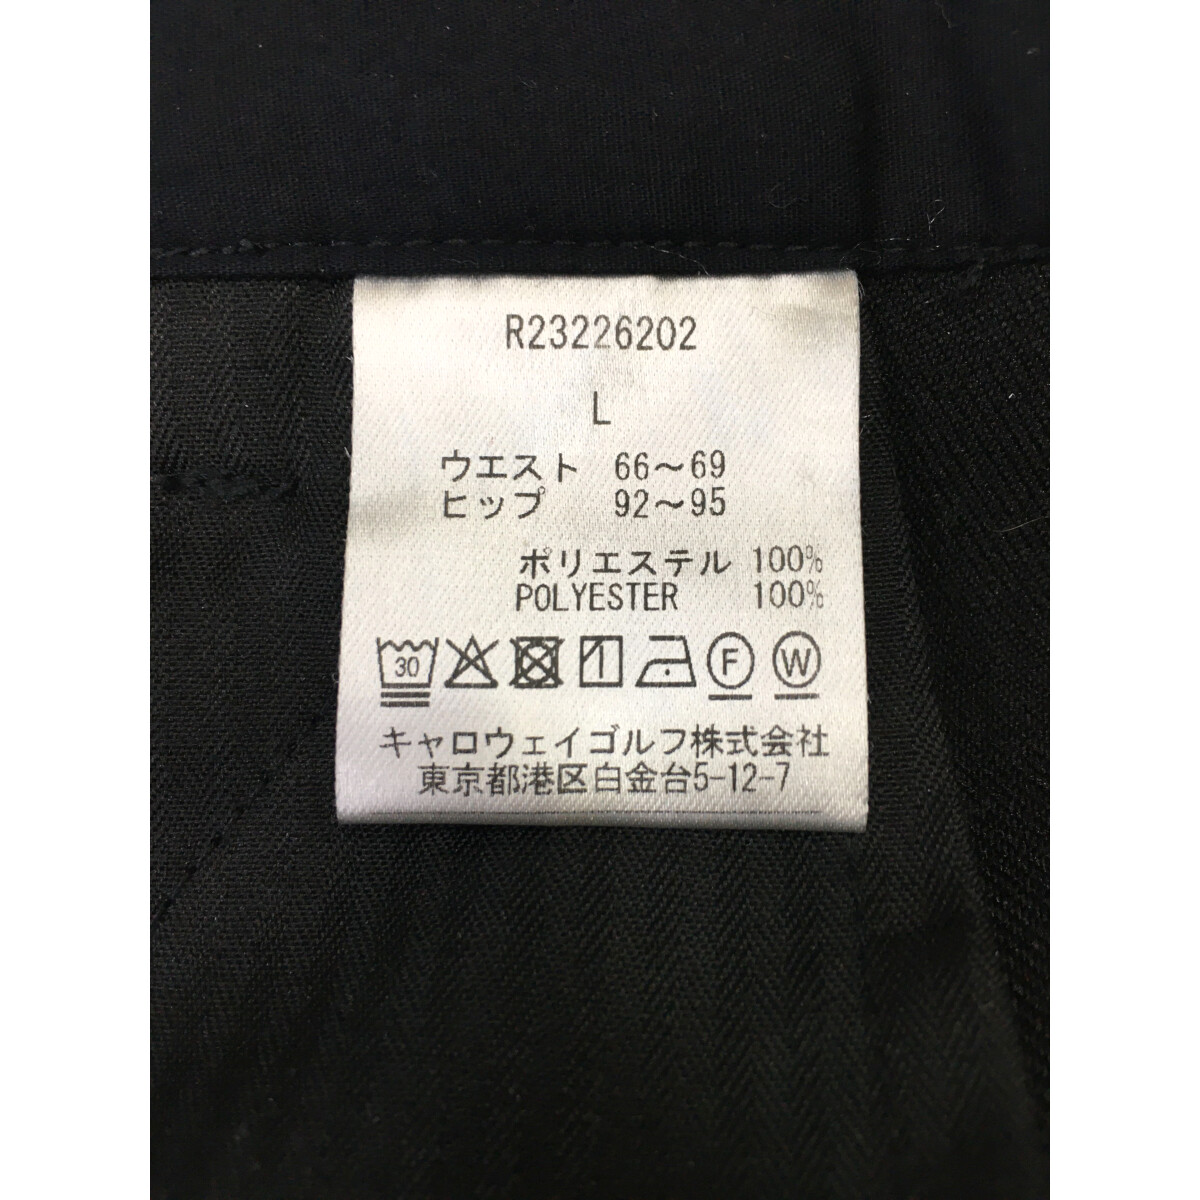 R23226202
L
ウエスト 66～69
ヒップ 92～95
ポリエステル 100%
POLYESTER 100%
30 F W
キャロウェイゴルフ株式会社
東京都港区白金台5-12-7